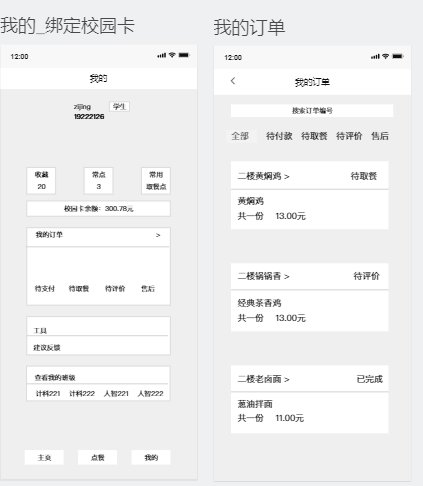 我的_绑定校园卡
12:00
我的
zijing 学生
19222126
收藏 常点 常用
20 3 取餐点
校园卡余额：300.78元
我的订单 >
待支付 待取餐 待评价 售后
工具
建议反馈
查看我的班级
计科221 计科222 人智221 人智222
主页 点餐 我的
我的订单
12:00
< 我的订单
搜索订单编号
全部 待付款 待取餐 待评价 售后
二楼黄焖鸡 > 待取餐
黄焖鸡
共一份 13.00元
二楼锅锅香 > 待评价
经典茶香鸡
共一份 13.00元
二楼老卤面 > 已完成
葱油拌面
共一份 11.00元